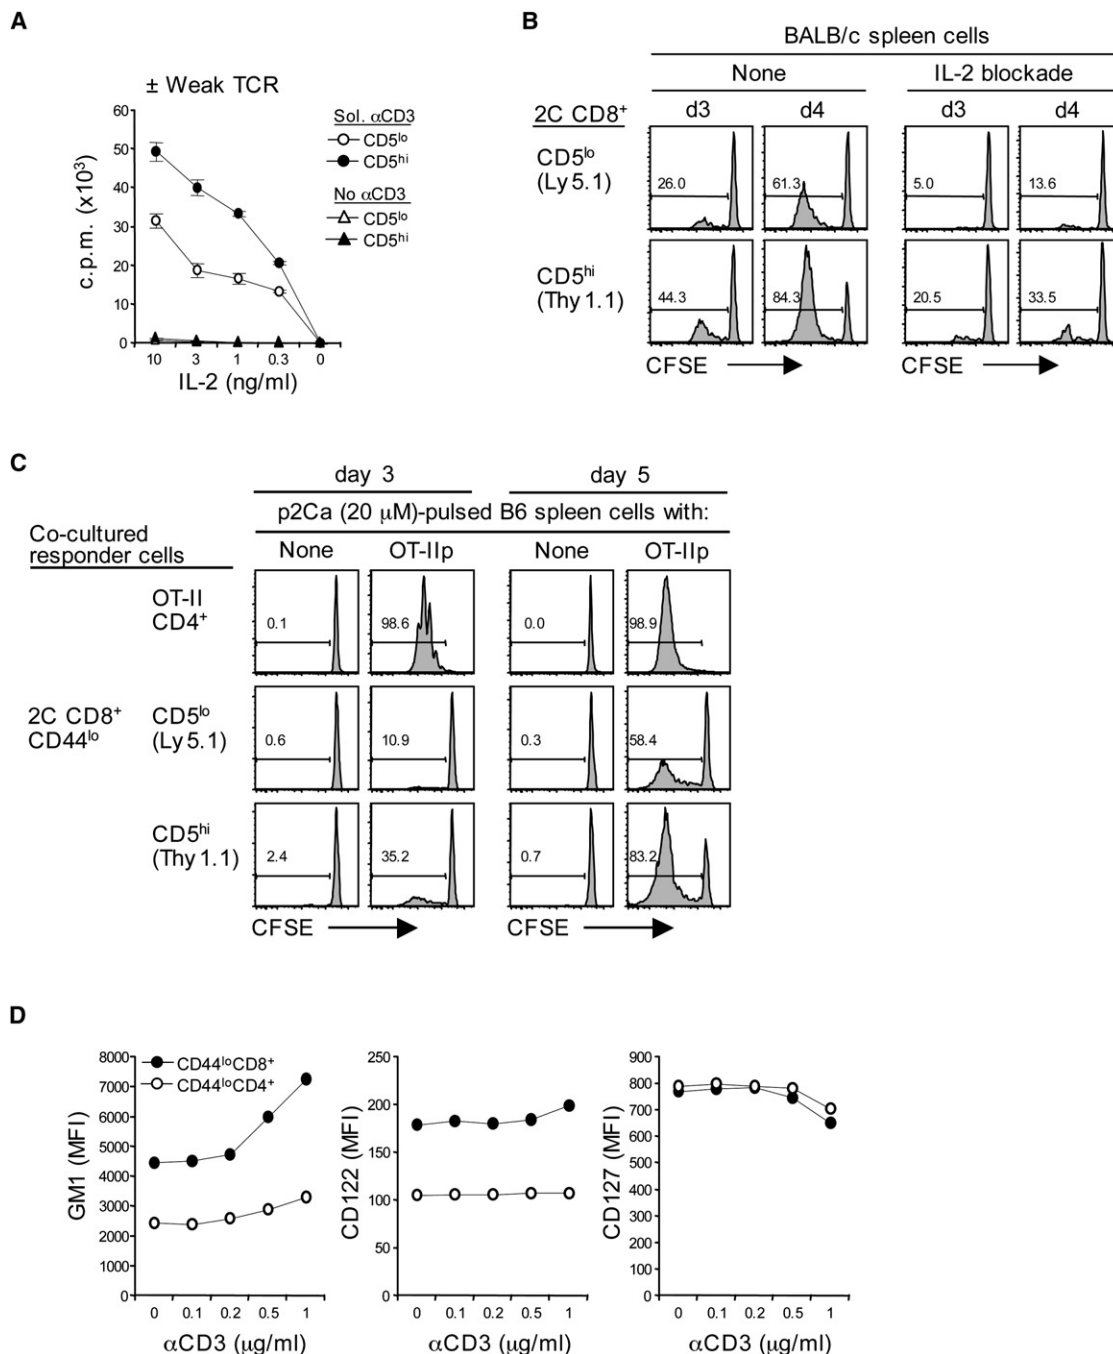 A
± Weak TCR
60
50
40
30
20
10
0
c.p.m. (x10³)
10 3 1 0.3 0
IL-2 (ng/ml)
Sol. αCD3
CD5ˡᵒ
CD5ʰⁱ
No αCD3
CD5ˡᵒ
CD5ʰⁱ
B
BALB/c spleen cells
None IL-2 blockade
2C CD8⁺ d3 d4 d3 d4
CD5ˡᵒ
(Ly 5.1)
26.0 61.3 5.0 13.6
CD5ʰⁱ
(Thy 1.1)
44.3 84.3 20.5 33.5
CFSE CFSE
C
day 3 day 5
p2Ca (20 μM)-pulsed B6 spleen cells with:
Co-cultured
responder cells
None OT-IIp None OT-IIp
OT-II
CD4⁺
0.1 98.6 0.0 98.9
2C CD8⁺
CD44ˡᵒ
CD5ˡᵒ
(Ly 5.1)
0.6 10.9 0.3 58.4
CD5ʰⁱ
(Thy 1.1)
2.4 35.2 0.7 83.2
CFSE CFSE
D
GM1 (MFI)
8000
7000
6000
5000
4000
3000
2000
1000
0
CD44ˡᵒCD8⁺
CD44ˡᵒCD4⁺
0 0.1 0.2 0.5 1
αCD3 (μg/ml)
CD122 (MFI)
250
200
150
100
50
0
0 0.1 0.2 0.5 1
αCD3 (μg/ml)
CD127 (MFI)
900
800
700
600
500
400
300
200
100
0
0 0.1 0.2 0.5 1
αCD3 (μg/ml)